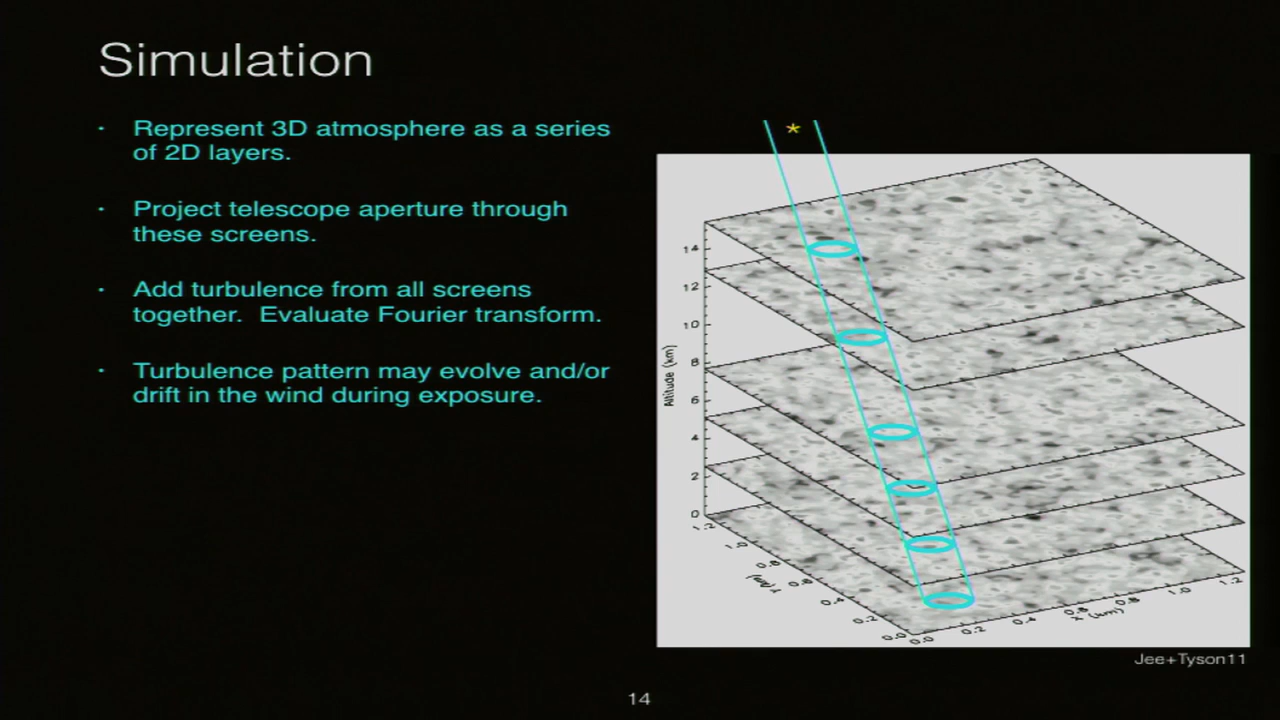 Simulation
· Represent 3D atmosphere as a series
of 2D layers.
· Project telescope aperture through
these screens.
· Add turbulence from all screens
together. Evaluate Fourier transform.
· Turbulence pattern may evolve and/or
drift in the wind during exposure.
*
14
12
10
8
6
4
2
0
Altitude (km)
1.2
1.0
0.8
0.6
0.4
0.2
0.0
Y (km)
0.0
0.2
0.4
0.6
0.8
1.0
1.2
X (km)
Jee+Tyson11
14